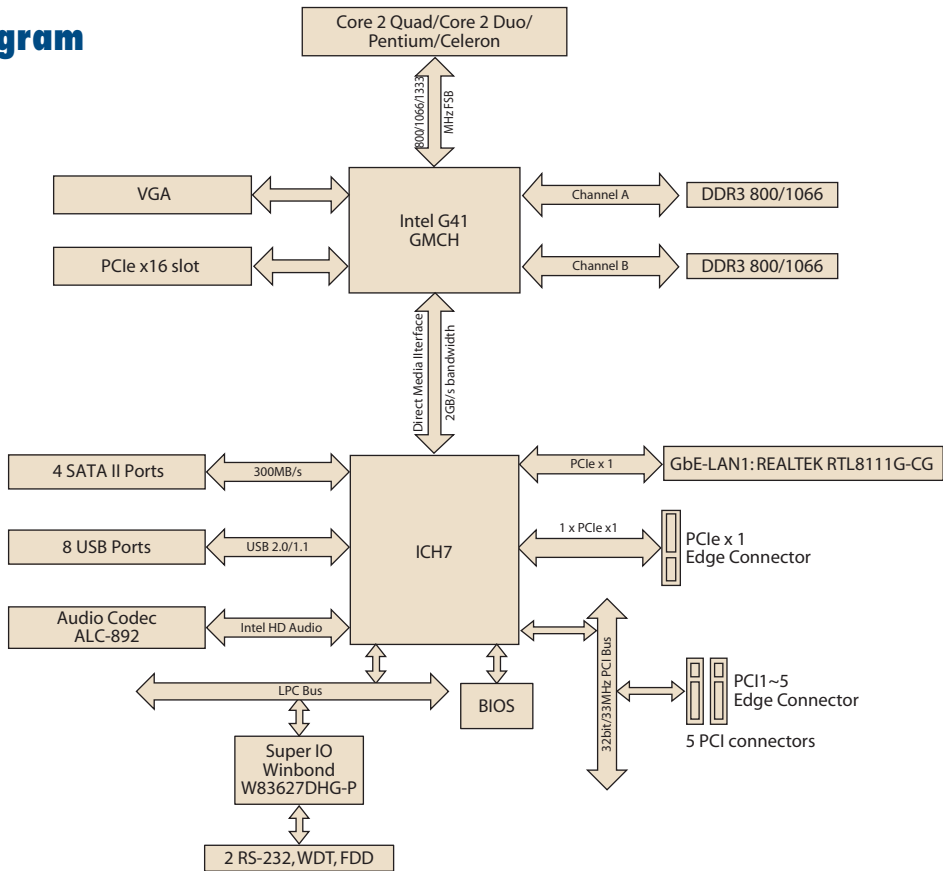 gram
Core 2 Quad/Core 2 Duo/
Pentium/Celeron
800/1066/1333
MHz FSB
VGA
PCIe x16 slot
Intel G41
GMCH
Channel A
DDR3 800/1066
Channel B
DDR3 800/1066
Direct Media IIterface
2GB/s bandwidth
4 SATA II Ports
300MB/s
8 USB Ports
USB 2.0/1.1
Audio Codec
ALC-892
Intel HD Audio
ICH7
PCIe x 1
GbE-LAN1: REALTEK RTL8111G-CG
1 x PCIe x1
PCIe x 1
Edge Connector
32bit/33MHz PCI Bus
PCI1~5
Edge Connector
5 PCI connectors
LPC Bus
BIOS
Super IO
Winbond
W83627DHG-P
2 RS-232, WDT, FDD